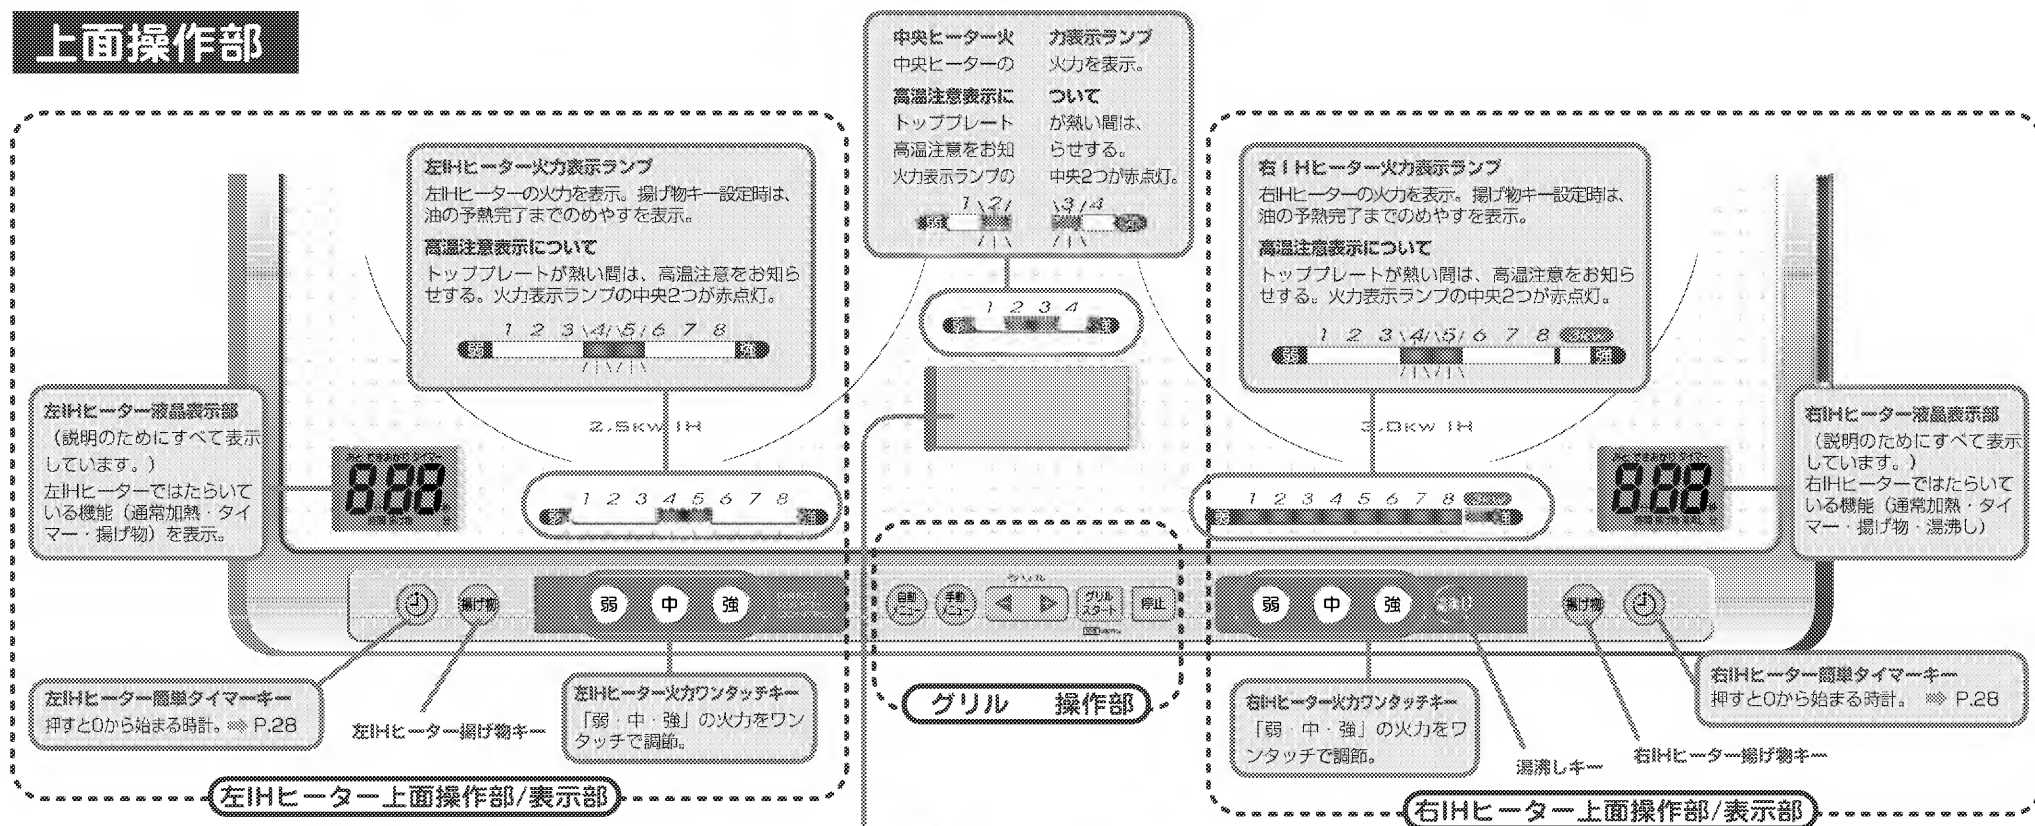 上面操作部
中央ヒーター火力表示ランプ
中央ヒーターの火力を表示。
高温注意表示について
トッププレートが熱い間は、
高温注意をお知らせする。
火力表示ランプの中央2つが赤点灯。
1 2 3 4
弱 強
左IHヒーター火力表示ランプ
左IHヒーターの火力を表示。揚げ物キー設定時は、
油の予熱完了までのめやすを表示。
高温注意表示について
トッププレートが熱い間は、高温注意をお知ら
せする。火力表示ランプの中央2つが赤点灯。
1 2 3 4 5 6 7 8
弱 強
右IHヒーター火力表示ランプ
右IHヒーターの火力を表示。揚げ物キー設定時は、
油の予熱完了までのめやすを表示。
高温注意表示について
トッププレートが熱い間は、高温注意をお知ら
せする。火力表示ランプの中央2つが赤点灯。
1 2 3 4 5 6 7 8
弱 強
1 2 3 4
弱 強
左IHヒーター液晶表示部
(説明のためにすべて表示
しています。)
左IHヒーターではたらいて
いる機能(通常加熱・タイ
マー・揚げ物)を表示。
2.5KW IH
3.0KW IH
右IHヒーター液晶表示部
(説明のためにすべて表示
しています。)
右IHヒーターではたらいて
いる機能(通常加熱・タイ
マー・揚げ物・湯沸し)
あと できあがり タイマー
888
1 2 3 4 5 6 7 8
弱 強
1 2 3 4 5 6 7 8
弱 強
あと できあがり タイマー
888
揚げ物
弱 中 強
グリル
自動
メニュー
手動
メニュー
グリル
スタート
停止
弱 中 強
揚げ物
左IHヒーター簡単タイマーキー
押すと0から始まる時計。 P.28
左IHヒーター揚げ物キー
左IHヒーター火力ワンタッチキー
「弱・中・強」の火力をワン
タッチで調節。
グリル 操作部
右IHヒーター火力ワンタッチキー
「弱・中・強」の火力をワ
ンタッチで調節。
湯沸しキー
右IHヒーター揚げ物キー
右IHヒーター簡単タイマーキー
押すと0から始まる時計。 P.28
左IHヒーター上面操作部/表示部
右IHヒーター上面操作部/表示部